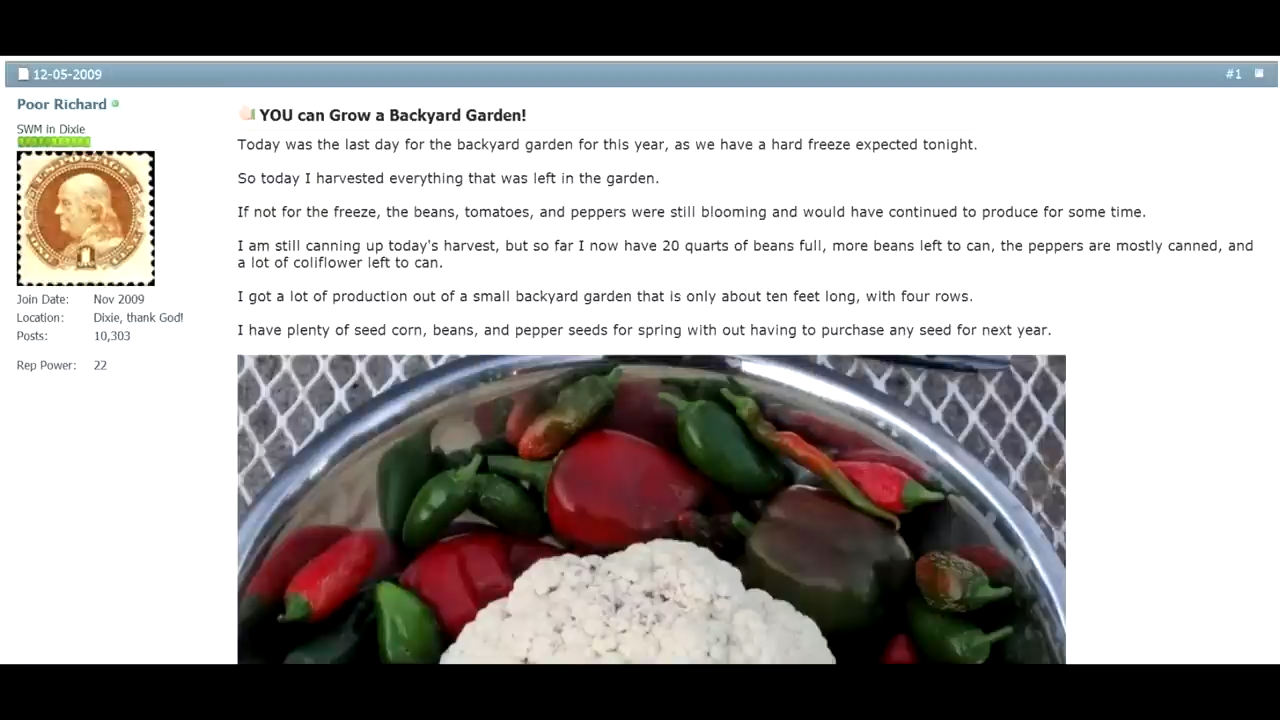 12-05-2009
#1
Poor Richard
SWM in Dixie
Join Date: Nov 2009
Location: Dixie, thank God!
Posts: 10,303
Rep Power: 22
YOU can Grow a Backyard Garden!
Today was the last day for the backyard garden for this year, as we have a hard freeze expected tonight.
So today I harvested everything that was left in the garden.
If not for the freeze, the beans, tomatoes, and peppers were still blooming and would have continued to produce for some time.
I am still canning up today's harvest, but so far I now have 20 quarts of beans full, more beans left to can, the peppers are mostly canned, and
a lot of coliflower left to can.
I got a lot of production out of a small backyard garden that is only about ten feet long, with four rows.
I have plenty of seed corn, beans, and pepper seeds for spring with out having to purchase any seed for next year.